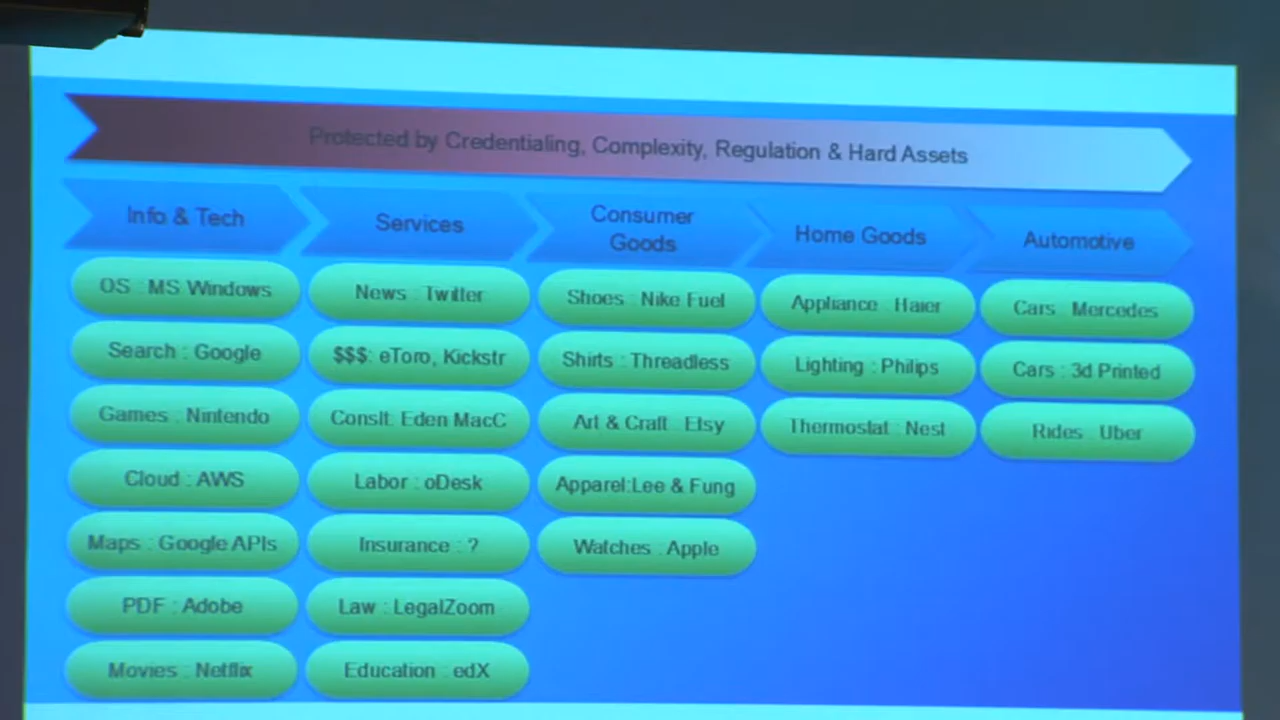 Protected by Credentialing, Complexity, Regulation & Hard Assets
Info & Tech
Services
Consumer
Goods
Home Goods
Automotive
OS : MS Windows
News : Twitter
Shoes : Nike Fuel
Appliance : Haier
Cars : Mercedes
Search : Google
$$$: eToro, Kickstr
Shirts : Threadless
Lighting : Philips
Cars : 3d Printed
Games : Nintendo
Conslt: Eden MacC
Art & Craft : Etsy
Thermostat : Nest
Rides : Uber
Cloud : AWS
Labor : oDesk
Apparel:Lee & Fung
Maps : Google APIs
Insurance : ?
Watches : Apple
PDF : Adobe
Law : LegalZoom
Movies : Netflix
Education : edX